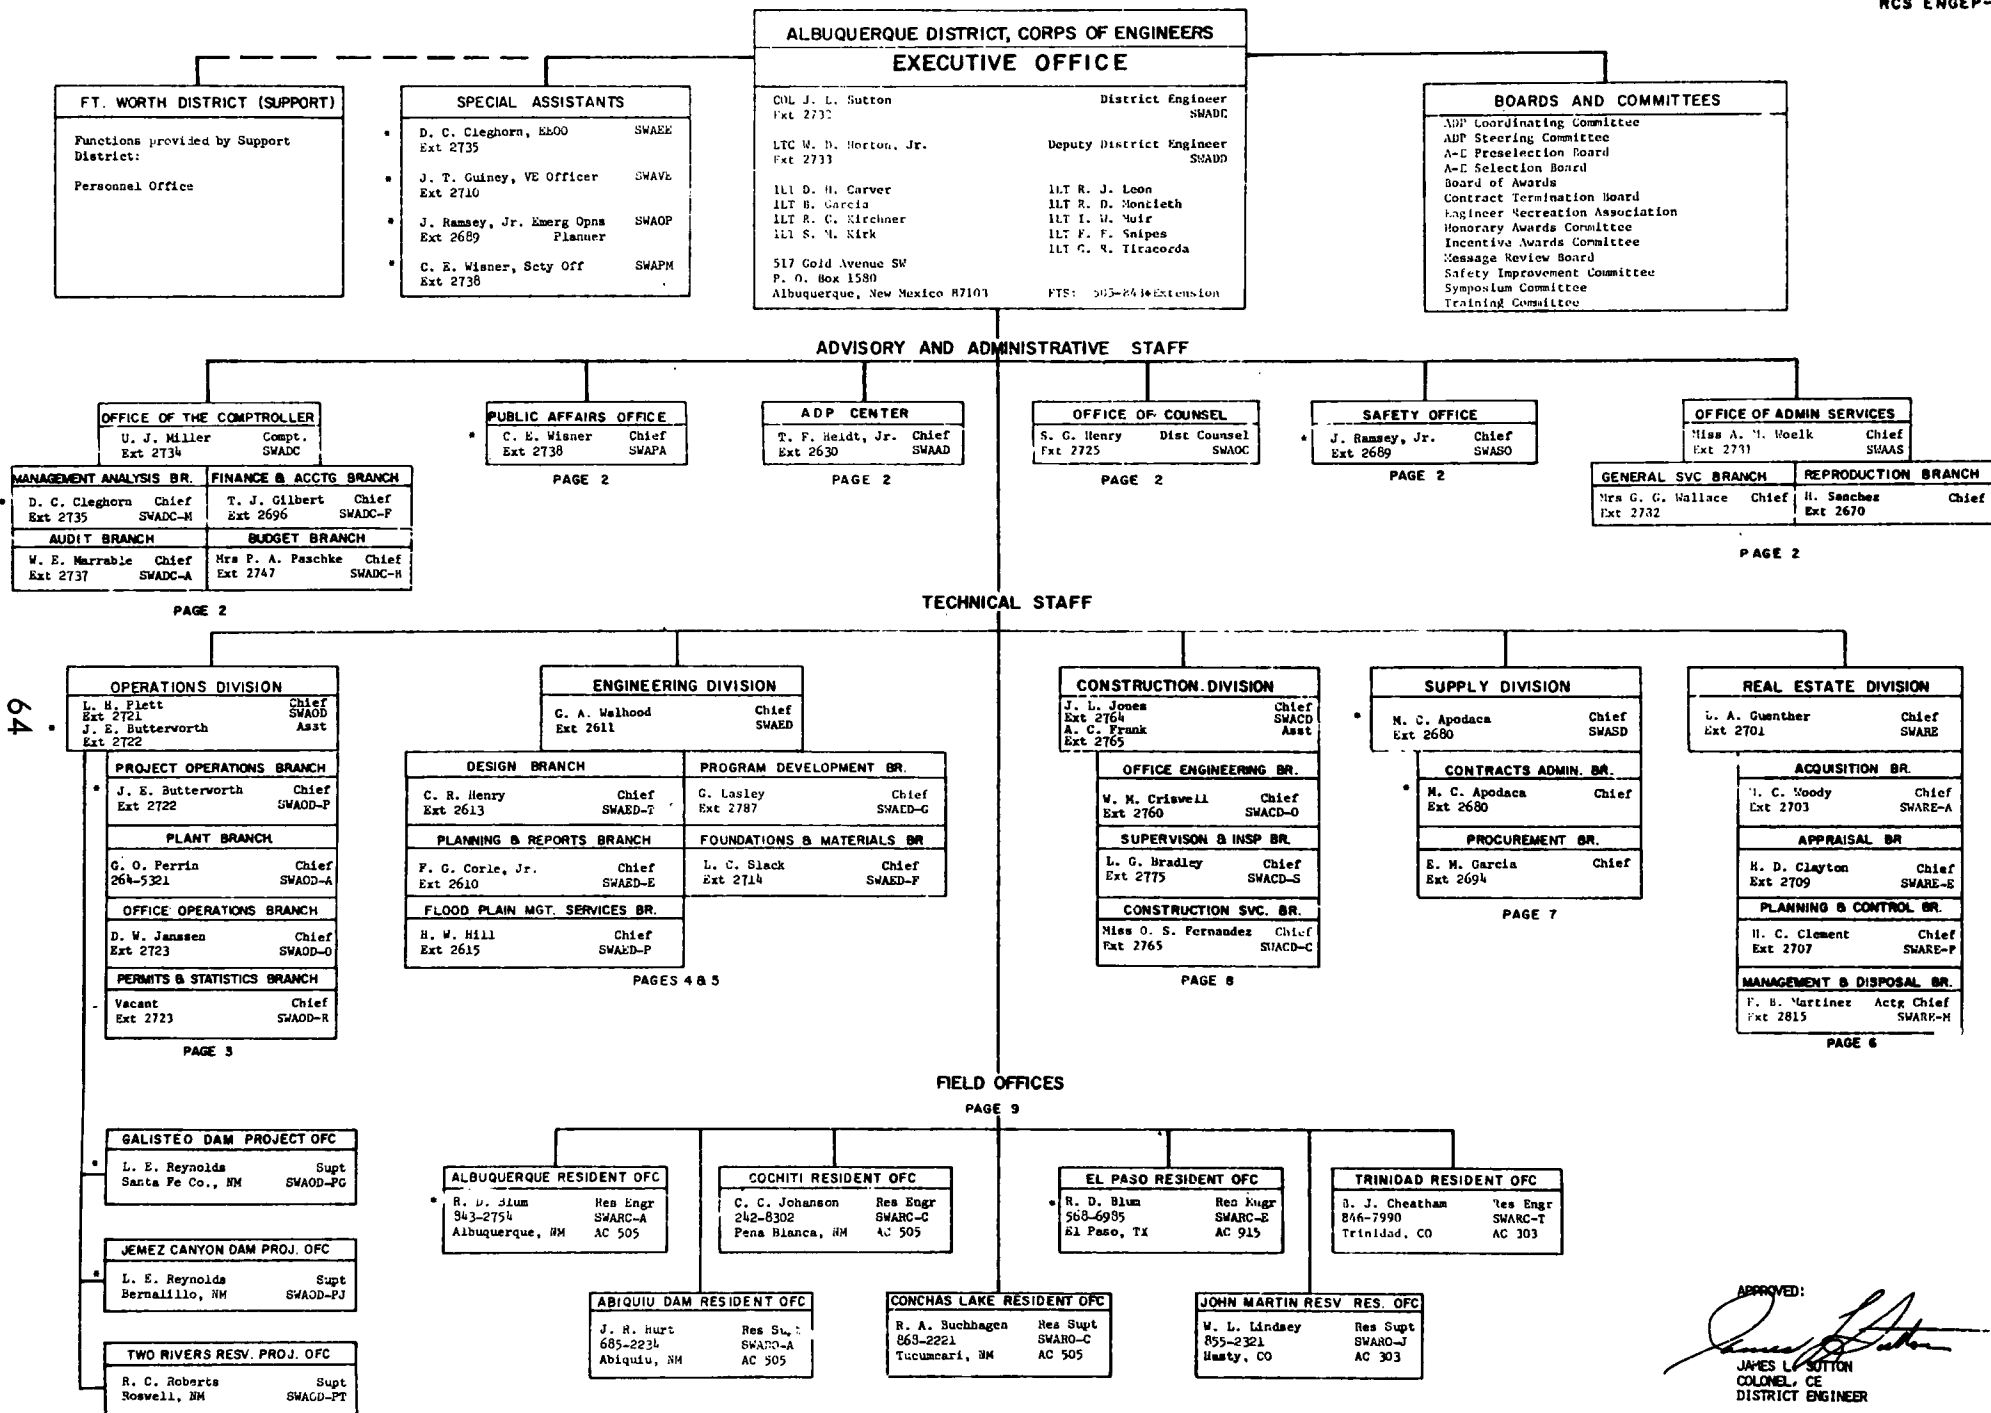 RCS ENGEP-
ALBUQUERQUE DISTRICT, CORPS OF ENGINEERS
EXECUTIVE OFFICE
COL J. L. Sutton District Engineer
Ext SWADE
LTC W. D. Horton, Jr. Deputy District Engineer
Ext 2733 SWADD
1LT D. H. Carver 1LT R. J. Leon
1LT B. Garcia 1LT R. D. Montieth
1LT R. C. Kirchner 1LT I. W. Muir
1LT S. M. Kirk 1LT F. F. Snipes
1LT G. R. Tiracorda
517 Gold Avenue SW
P. O. Box 1580
Albuquerque, New Mexico 87103 FTS: 505-843+Extension
FT. WORTH DISTRICT (SUPPORT)
Functions provided by Support
District:
Personnel Office
SPECIAL ASSISTANTS
* D. C. Cleghorn, EEOO SWAEE
Ext 2735
* J. T. Guiney, VE Officer SWAVE
Ext 2710
* J. Ramsey, Jr. Emerg Opns SWAOP
Ext 2689 Planner
* C. E. Wisner, Scty Off SWAPM
Ext 2738
BOARDS AND COMMITTEES
ADP Coordinating Committee
ADP Steering Committee
A-E Preselection Board
A-E Selection Board
Board of Awards
Contract Termination Board
Engineer Recreation Association
Honorary Awards Committee
Incentive Awards Committee
Message Review Board
Safety Improvement Committee
Symposium Committee
Training Committee
ADVISORY AND ADMINISTRATIVE STAFF
OFFICE OF THE COMPTROLLER
U. J. Miller Compt.
Ext 2734 SWADC
MANAGEMENT ANALYSIS BR.
* D. C. Cleghorn Chief
Ext 2735 SWADC-M
FINANCE & ACCTG BRANCH
T. J. Gilbert Chief
Ext 2696 SWADC-F
AUDIT BRANCH
W. E. Marrable Chief
Ext 2737 SWADC-A
BUDGET BRANCH
Mrs P. A. Paschke Chief
Ext 2747
PAGE 2
PUBLIC AFFAIRS OFFICE
* C. E. Wisner Chief
Ext 2738 SWAPA
PAGE 2
ADP CENTER
T. F. Heidt, Jr. Chief
Ext 2630 SWAAD
PAGE 2
OFFICE OF COUNSEL
S. G. Henry Dist Counsel
Ext 2725 SWAOC
PAGE 2
SAFETY OFFICE
* J. Ramsey, Jr. Chief
Ext 2689 SWASO
PAGE 2
OFFICE OF ADMIN SERVICES
Miss A. M. Woelk Chief
Ext 2731 SWAAS
GENERAL SVC BRANCH
Mrs G. G. Wallace Chief
Ext 2732
REPRODUCTION BRANCH
H. Sanchez Chief
Ext 2670
PAGE 2
TECHNICAL STAFF
OPERATIONS DIVISION
L. H. Plett Chief
Ext 2721 SWAOD
* J. E. Butterworth Asst
Ext 2722
PROJECT OPERATIONS BRANCH
* J. E. Butterworth Chief
Ext 2722 SWAOD-P
PLANT BRANCH
G. O. Perrin Chief
264-5321 SWAOD-A
OFFICE OPERATIONS BRANCH
D. W. Janssen Chief
Ext 2723 SWAOD-O
PERMITS & STATISTICS BRANCH
Vacant Chief
Ext 2723 SWAOD-R
PAGE 3
ENGINEERING DIVISION
G. A. Walhood Chief
Ext 2611 SWAED
DESIGN BRANCH
C. R. Henry Chief
Ext 2613 SWAED-T
PROGRAM DEVELOPMENT BR.
G. Lasley Chief
Ext 2787 SWAED-G
PLANNING & REPORTS BRANCH
F. G. Corle, Jr. Chief
Ext 2610 SWAED-E
FOUNDATIONS & MATERIALS BR
L. C. Slack Chief
Ext 2714 SWAED-F
FLOOD PLAIN MGT. SERVICES BR.
H. W. Hill Chief
Ext 2615 SWAED-P
PAGES 4 & 5
CONSTRUCTION DIVISION
J. L. Jones Chief
Ext 2764 SWACD
A. C. Frank Asst
Ext 2765
OFFICE ENGINEERING BR.
W. M. Criswell Chief
Ext 2760 SWACD-O
SUPERVISON & INSP BR.
L. G. Bradley Chief
Ext 2775 SWACD-S
CONSTRUCTION SVC. BR.
Miss O. S. Fernandez Chief
Ext 2765 SWACD-C
PAGE 8
SUPPLY DIVISION
* M. C. Apodaca Chief
Ext 2680 SWASD
CONTRACTS ADMIN. BR.
* M. C. Apodaca Chief
Ext 2680
PROCUREMENT BR.
E. M. Garcia Chief
Ext 2694
PAGE 7
REAL ESTATE DIVISION
L. A. Guenther Chief
Ext 2701 SWARE
ACQUISITION BR.
C. Woody Chief
Ext 2703 SWARE-A
APPRAISAL BR
H. D. Clayton Chief
Ext 2709 SWARE-E
PLANNING & CONTROL BR.
H. C. Clement Chief
Ext 2707 SWARE-P
MANAGEMENT & DISPOSAL BR.
F. B. Martinez Actg Chief
Ext 2815 SWARE-M
PAGE 6
64
FIELD OFFICES
PAGE 9
GALISTEO DAM PROJECT OFC
* L. E. Reynolds Supt
Santa Fe Co., NM SWAOD-PG
JEMEZ CANYON DAM PROJ. OFC
* L. E. Reynolds Supt
Bernalillo, NM SWAOD-PJ
TWO RIVERS RESV. PROJ. OFC
R. C. Roberts Supt
Roswell, NM SWAOD-PT
ALBUQUERQUE RESIDENT OFC
* R. D. Blum Res Engr
843-2754 SWARC-A
Albuquerque, NM AC 505
COCHITI RESIDENT OFC
C. C. Johanson Res Engr
242-8302 SWARC-C
Pena Blanca, NM AC 505
EL PASO RESIDENT OFC
* R. D. Blum Res Engr
568-6985 SWARC-E
El Paso, TX AC 915
TRINIDAD RESIDENT OFC
B. J. Cheatham Res Engr
846-7990 SWARC-T
Trinidad, CO AC 303
ABIQUIU DAM RESIDENT OFC
J. R. Hurt Res Supt
685-2234 SWARO-A
Abiquiu, NM AC 505
CONCHAS LAKE RESIDENT OFC
R. A. Buchhagen Res Supt
868-2221 SWARO-C
Tucumcari, NM AC 505
JOHN MARTIN RESV RES. OFC
W. L. Lindsey Res Supt
855-2321 SWARO-J
Hasty, CO AC 303
APPROVED:
JAMES L. SUTTON
COLONEL, CE
DISTRICT ENGINEER